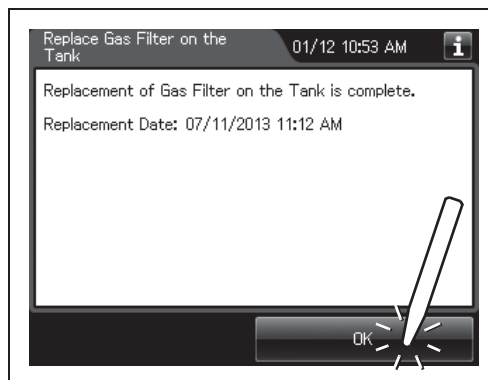 Replace Gas Filter on the
Tank
01/12 10:53 AM
i
Replacement of Gas Filter on the Tank is complete.
Replacement Date: 07/11/2013 11:12 AM
OK